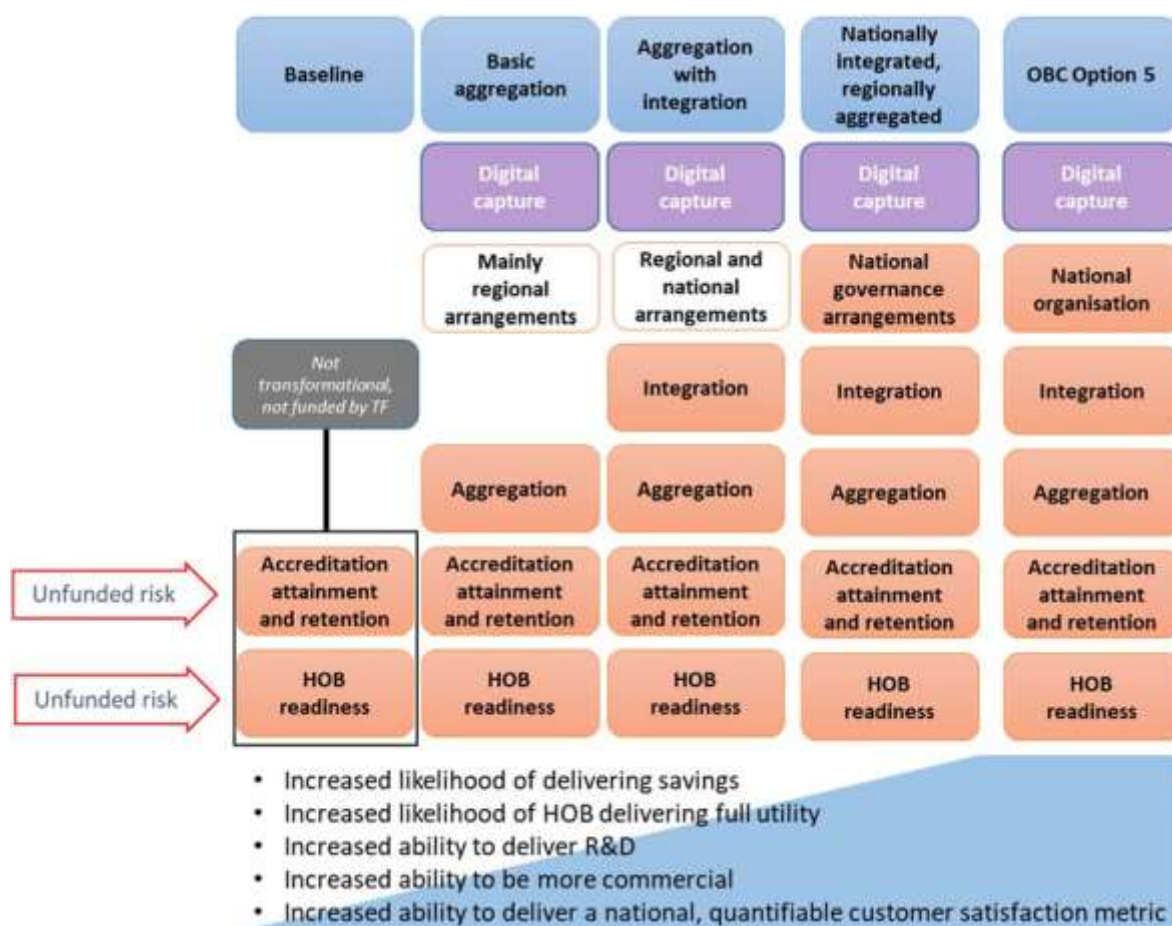 Baseline
Basic
aggregation
Aggregation
with
integration
Nationally
integrated,
regionally
aggregated
OBC Option 5
Digital
capture
Digital
capture
Digital
capture
Digital
capture
Mainly
regional
arrangements
Regional and
national
arrangements
National
governance
arrangements
National
organisation
Not
transformational,
not funded by TF
Integration
Integration
Integration
Aggregation
Aggregation
Aggregation
Aggregation
Unfunded risk
Accreditation
attainment
and retention
Accreditation
attainment
and retention
Accreditation
attainment
and retention
Accreditation
attainment
and retention
Accreditation
attainment
and retention
Unfunded risk
HOB
readiness
HOB
readiness
HOB
readiness
HOB
readiness
HOB
readiness
• Increased likelihood of delivering savings
• Increased likelihood of HOB delivering full utility
• Increased ability to deliver R&D
• Increased ability to be more commercial
• Increased ability to deliver a national, quantifiable customer satisfaction metric